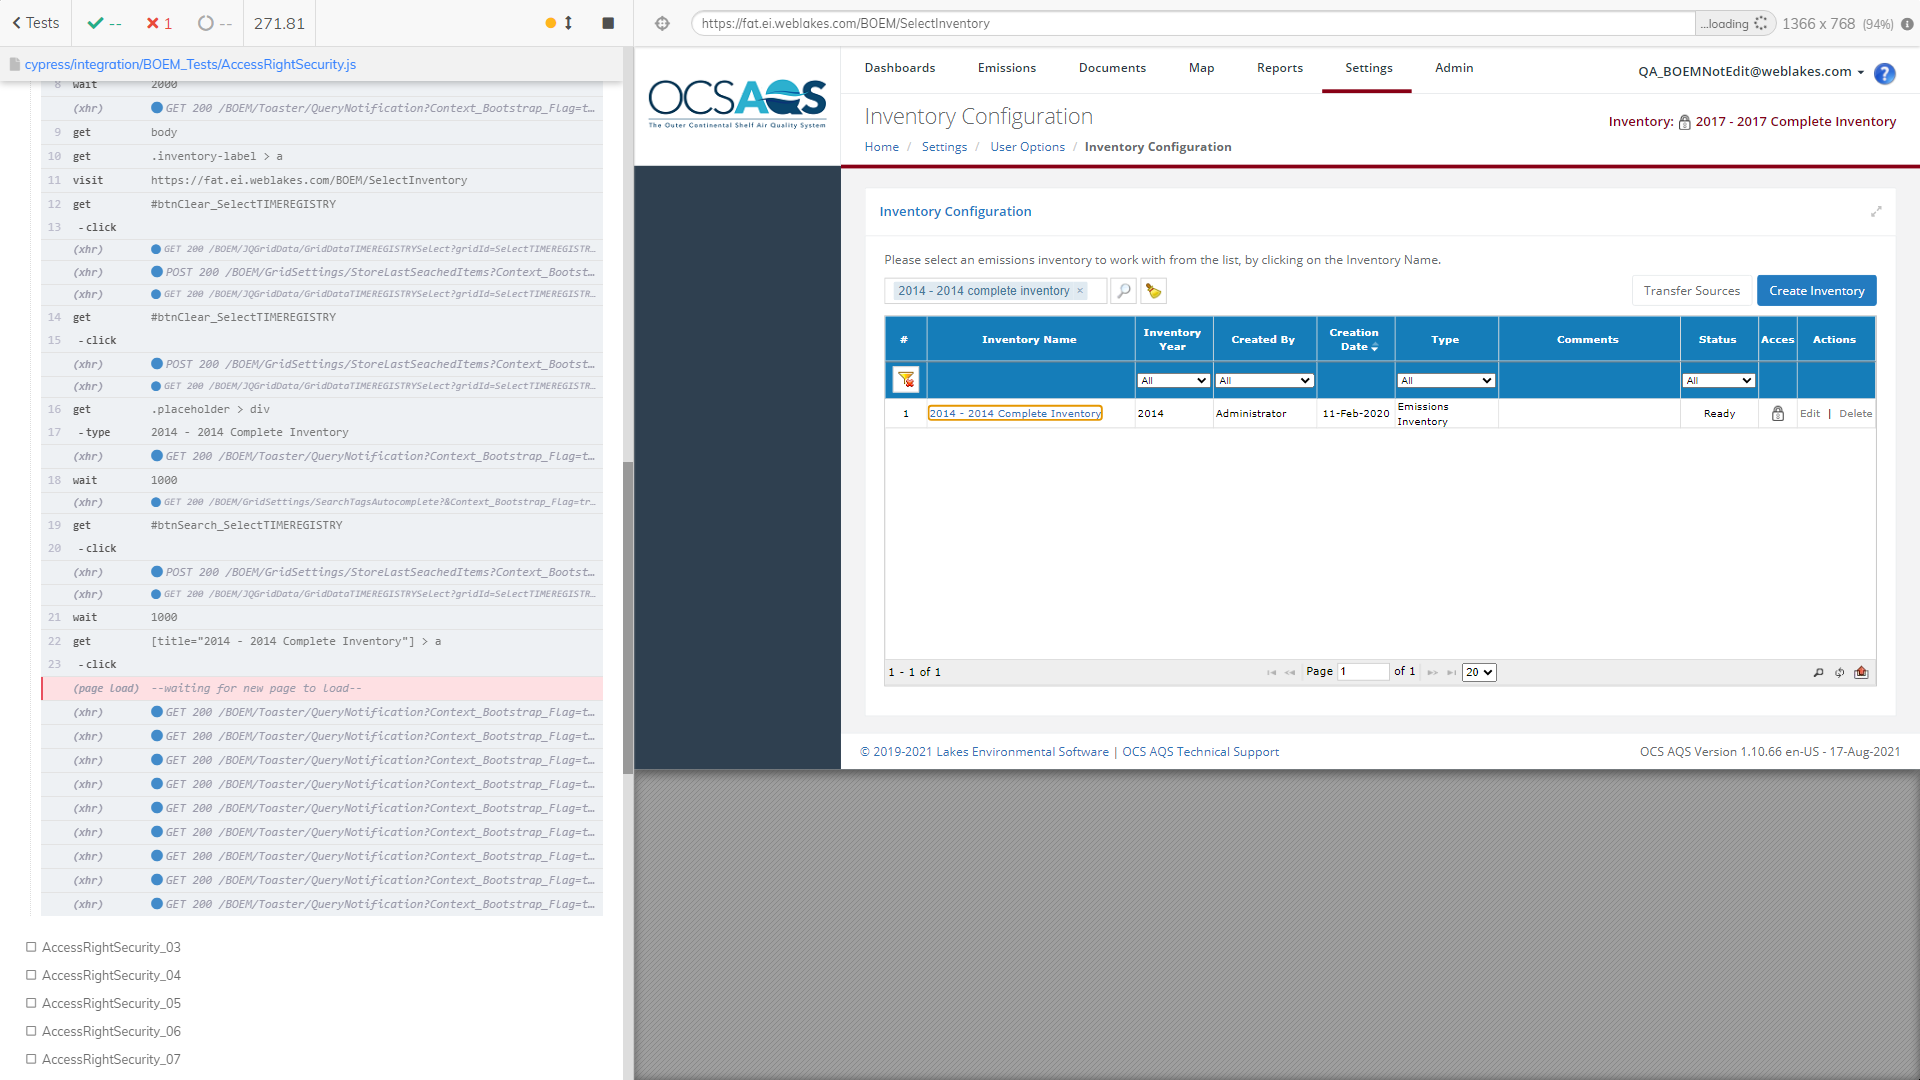 Tests
--
1
--
271.81
cypress/integration/BOEM_Tests/AccessRightSecurity.js
8 wait 2000
(xhr) GET 200 /BOEM/Toaster/QueryNotification?Context_Bootstrap_Flag=t...
9 get body
10 get .inventory-label > a
11 visit https://fat.ei.weblakes.com/BOEM/SelectInventory
12 get #btnClear_SelectTIMEREGISTRY
13 -click
(xhr) GET 200 /BOEM/JQGridData/GridDataTIMEREGISTRYSelect?gridId=SelectTIMEREGISTR...
(xhr) POST 200 /BOEM/GridSettings/StoreLastSeachedItems?Context_Bootst...
(xhr) GET 200 /BOEM/JQGridData/GridDataTIMEREGISTRYSelect?gridId=SelectTIMEREGISTR...
14 get #btnClear_SelectTIMEREGISTRY
15 -click
(xhr) POST 200 /BOEM/GridSettings/StoreLastSeachedItems?Context_Bootst...
(xhr) GET 200 /BOEM/JQGridData/GridDataTIMEREGISTRYSelect?gridId=SelectTIMEREGISTR...
16 get .placeholder > div
17 -type 2014 - 2014 Complete Inventory
(xhr) GET 200 /BOEM/Toaster/QueryNotification?Context_Bootstrap_Flag=t...
18 wait 1000
(xhr) GET 200 /BOEM/GridSettings/SearchTagsAutocomplete?&Context_Bootstrap_Flag=tr...
19 get #btnSearch_SelectTIMEREGISTRY
20 -click
(xhr) POST 200 /BOEM/GridSettings/StoreLastSeachedItems?Context_Bootst...
(xhr) GET 200 /BOEM/JQGridData/GridDataTIMEREGISTRYSelect?gridId=SelectTIMEREGISTR...
21 wait 1000
22 get [title="2014 - 2014 Complete Inventory"] > a
23 -click
(page load) --waiting for new page to load--
(xhr) GET 200 /BOEM/Toaster/QueryNotification?Context_Bootstrap_Flag=t...
(xhr) GET 200 /BOEM/Toaster/QueryNotification?Context_Bootstrap_Flag=t...
(xhr) GET 200 /BOEM/Toaster/QueryNotification?Context_Bootstrap_Flag=t...
(xhr) GET 200 /BOEM/Toaster/QueryNotification?Context_Bootstrap_Flag=t...
(xhr) GET 200 /BOEM/Toaster/QueryNotification?Context_Bootstrap_Flag=t...
(xhr) GET 200 /BOEM/Toaster/QueryNotification?Context_Bootstrap_Flag=t...
(xhr) GET 200 /BOEM/Toaster/QueryNotification?Context_Bootstrap_Flag=t...
(xhr) GET 200 /BOEM/Toaster/QueryNotification?Context_Bootstrap_Flag=t...
(xhr) GET 200 /BOEM/Toaster/QueryNotification?Context_Bootstrap_Flag=t...
AccessRightSecurity_03
AccessRightSecurity_04
AccessRightSecurity_05
AccessRightSecurity_06
AccessRightSecurity_07
https://fat.ei.weblakes.com/BOEM/SelectInventory
...loading
1366 x 768 (94%)
OCSAQS
The Outer Continental Shelf Air Quality System
Dashboards Emissions Documents Map Reports Settings Admin
QA_BOEMNotEdit@weblakes.com ?
Inventory Configuration
Inventory: 2017 - 2017 Complete Inventory
Home / Settings / User Options / Inventory Configuration
Inventory Configuration
Please select an emissions inventory to work with from the list, by clicking on the Inventory Name.
2014 - 2014 complete inventory ×
Transfer Sources
Create Inventory
# Inventory Name Inventory Year Created By Creation Date Type Comments Status Acces Actions
All All All All
1 2014 - 2014 Complete Inventory 2014 Administrator 11-Feb-2020 Emissions Inventory Ready Edit | Delete
1 - 1 of 1
Page 1 of 1
20
© 2019-2021 Lakes Environmental Software | OCS AQS Technical Support
OCS AQS Version 1.10.66 en-US - 17-Aug-2021